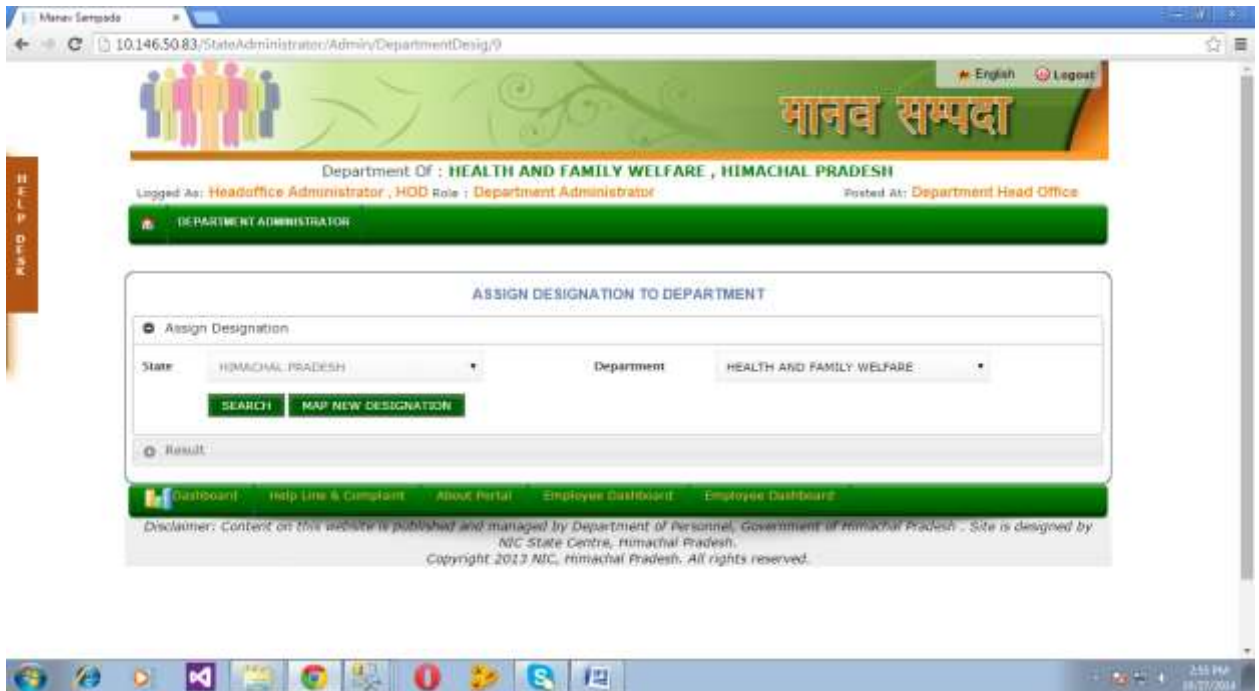 Manav Sampada
10.146.50.83/StateAdministrator/Admin/DepartmentDesig/9
English Logout
मानव सम्पदा
Department Of : HEALTH AND FAMILY WELFARE , HIMACHAL PRADESH
Logged As: Headoffice Administrator , HOD Role : Department Administrator Posted At: Department Head Office
HELP DESK
DEPARTMENT ADMINISTRATOR
ASSIGN DESIGNATION TO DEPARTMENT
Assign Designation
State HIMACHAL PRADESH Department HEALTH AND FAMILY WELFARE
SEARCH MAP NEW DESIGNATION
Result
Dashboard Help Line & Complaint About Portal Employee Dashboard Employee Dashboard
Disclaimer: Content on this website is published and managed by Department of Personnel, Government of Himachal Pradesh . Site is designed by
NIC State Centre, Himachal Pradesh.
Copyright 2013 NIC, Himachal Pradesh. All rights reserved.
2:55 PM